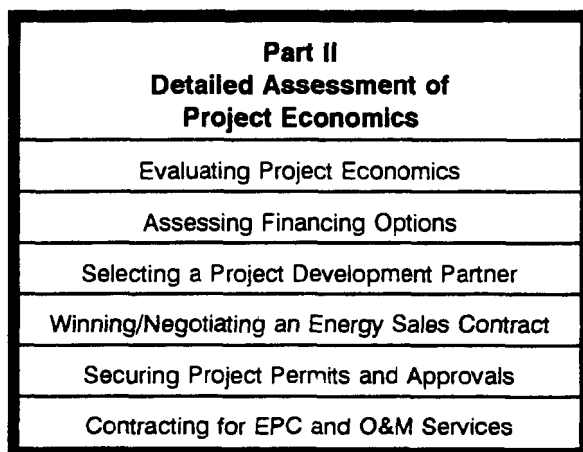 Part II
Detailed Assessment of
Project Economics
Evaluating Project Economics
Assessing Financing Options
Selecting a Project Development Partner
Winning/Negotiating an Energy Sales Contract
Securing Project Permits and Approvals
Contracting for EPC and O&M Services